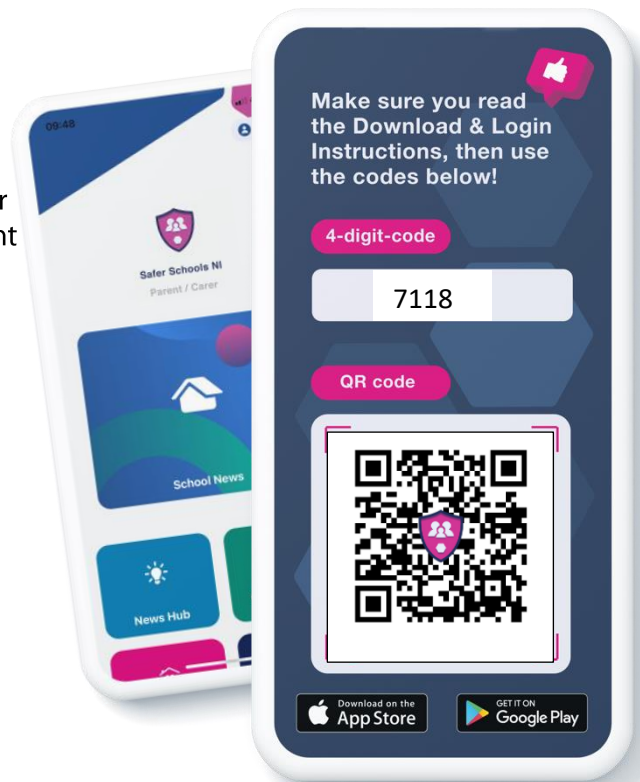 09:48
Safer Schools NI
Parent / Carer
School News
News Hub
Make sure you read
the Download & Login
Instructions, then use
the codes below!
4-digit-code
7118
QR code
Download on the
App Store
GET IT ON
Google Play